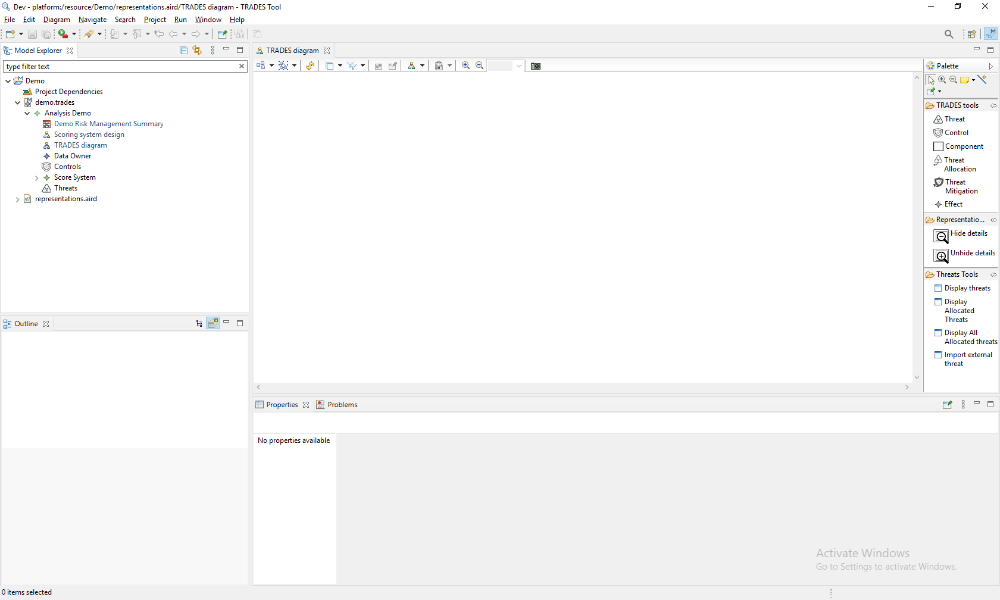 Dev - platform:/resource/Demo/representations.aird/TRADES diagram - TRADES Tool
File Edit Diagram Navigate Search Project Run Window Help
Model Explorer
type filter text
Demo
Project Dependencies
demo.trades
Analysis Demo
Demo Risk Management Summary
Scoring system design
TRADES diagram
Data Owner
Controls
Score System
Threats
representations.aird
Outline
TRADES diagram
Palette
TRADES tools
Threat
Control
Component
Threat
Allocation
Threat
Mitigation
Effect
Representatio...
Hide details
Unhide details
Threats Tools
Display threats
Display
Allocated
Threats
Display All
Allocated threats
Import external
threat
Properties
Problems
No properties available
Activate Windows
Go to Settings to activate Windows.
0 items selected